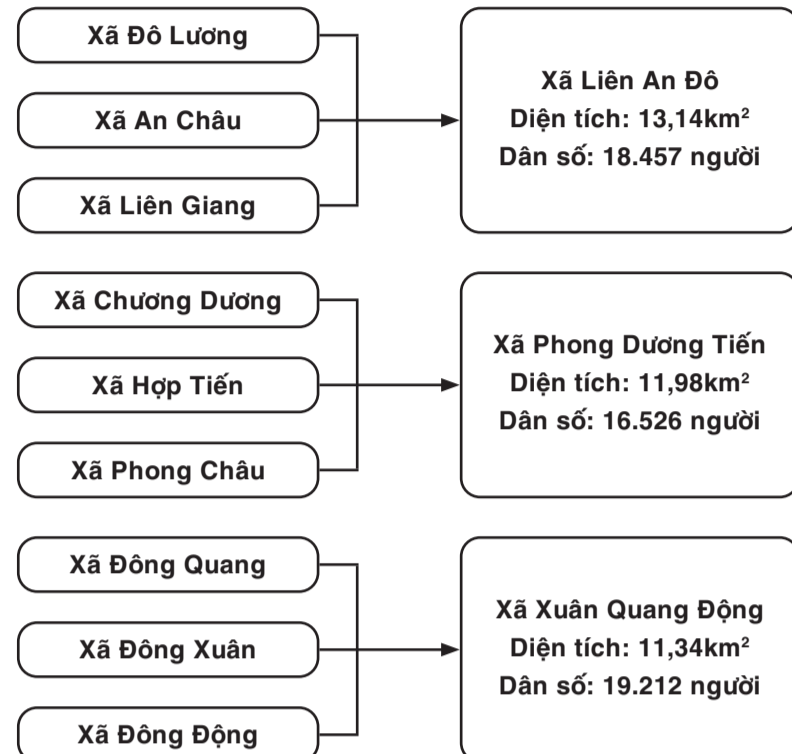 Xã Đô Lương
Xã An Châu
Xã Liên Giang
Xã Liên An Đô
Diện tích: 13,14km²
Dân số: 18.457 người
Xã Chương Dương
Xã Hợp Tiến
Xã Phong Châu
Xã Phong Dương Tiến
Diện tích: 11,98km²
Dân số: 16.526 người
Xã Đông Quang
Xã Đông Xuân
Xã Đông Động
Xã Xuân Quang Động
Diện tích: 11,34km²
Dân số: 19.212 người